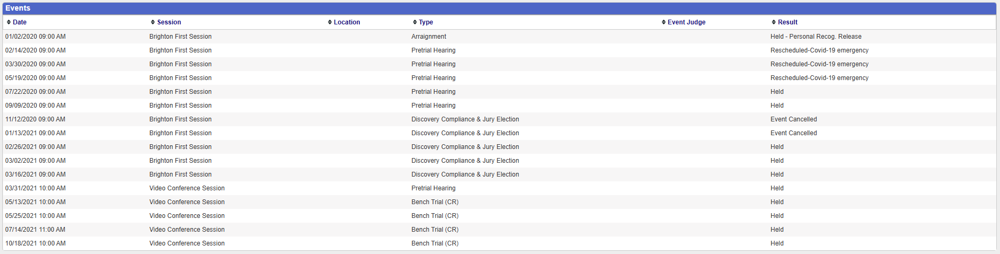 Events
Date Session Location Type Event Judge Result
01/02/2020 09:00 AM Brighton First Session Arraignment Held - Personal Recog. Release
02/14/2020 09:00 AM Brighton First Session Pretrial Hearing Rescheduled-Covid-19 emergency
03/30/2020 09:00 AM Brighton First Session Pretrial Hearing Rescheduled-Covid-19 emergency
05/19/2020 09:00 AM Brighton First Session Pretrial Hearing Rescheduled-Covid-19 emergency
07/22/2020 09:00 AM Brighton First Session Pretrial Hearing Held
09/09/2020 09:00 AM Brighton First Session Pretrial Hearing Held
11/12/2020 09:00 AM Brighton First Session Discovery Compliance & Jury Election Event Cancelled
01/13/2021 09:00 AM Brighton First Session Discovery Compliance & Jury Election Event Cancelled
02/26/2021 09:00 AM Brighton First Session Discovery Compliance & Jury Election Held
03/02/2021 09:00 AM Brighton First Session Discovery Compliance & Jury Election Held
03/16/2021 09:00 AM Brighton First Session Discovery Compliance & Jury Election Held
03/31/2021 10:00 AM Video Conference Session Pretrial Hearing Held
05/13/2021 10:00 AM Video Conference Session Bench Trial (CR) Held
05/25/2021 10:00 AM Video Conference Session Bench Trial (CR) Held
07/14/2021 11:00 AM Video Conference Session Bench Trial (CR) Held
10/18/2021 10:00 AM Video Conference Session Bench Trial (CR) Held